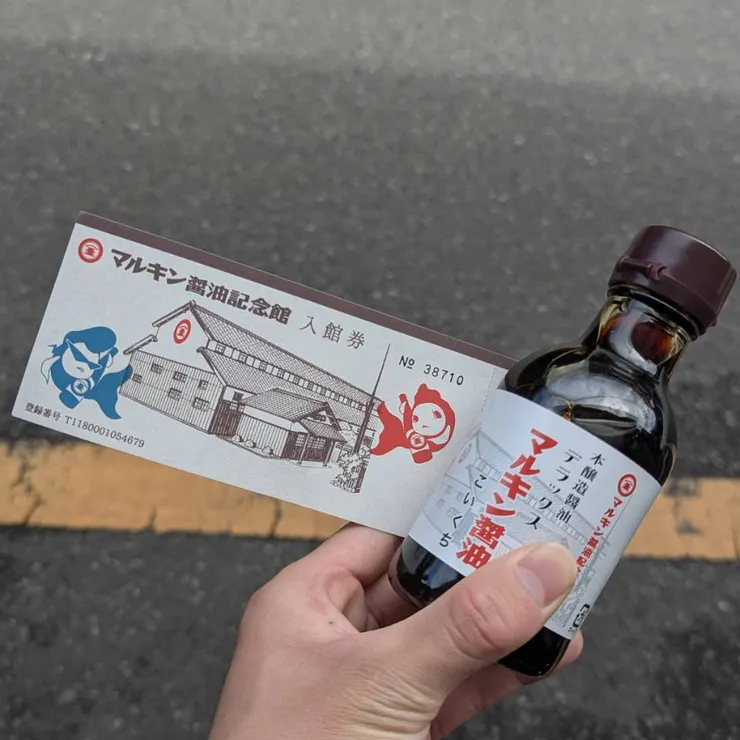 マルキン醤油記念館 入館券
№ 38710
登録番号 T1180001054679
マルキン醤油記
本醸造醤油
デラックス
マルキン醤油
こいくち